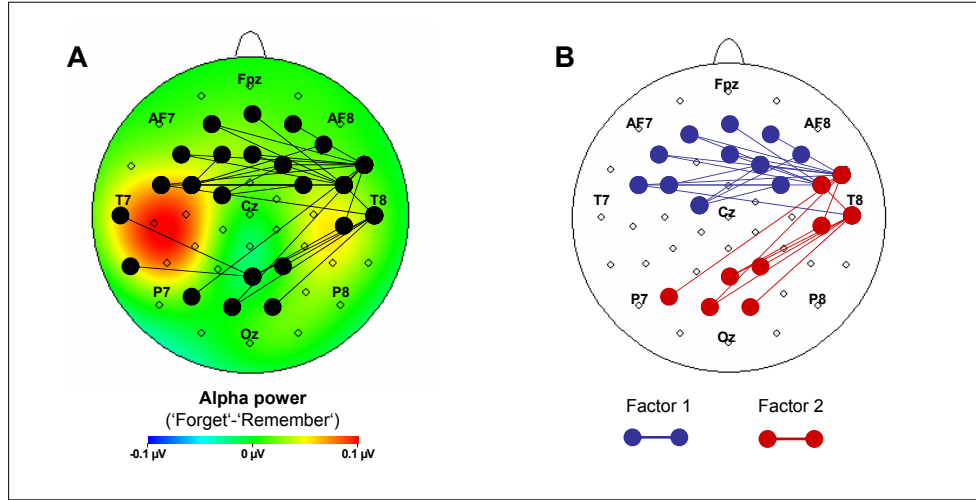 A
Fpz
AF7
AF8
T7
Cz
T8
P7
P8
Oz
Alpha power
(‘Forget‘-‘Remember‘)
-0.1 µV
0 µV
0.1 µV
B
Fpz
AF7
AF8
T7
Cz
T8
P7
P8
Oz
Factor 1
Factor 2